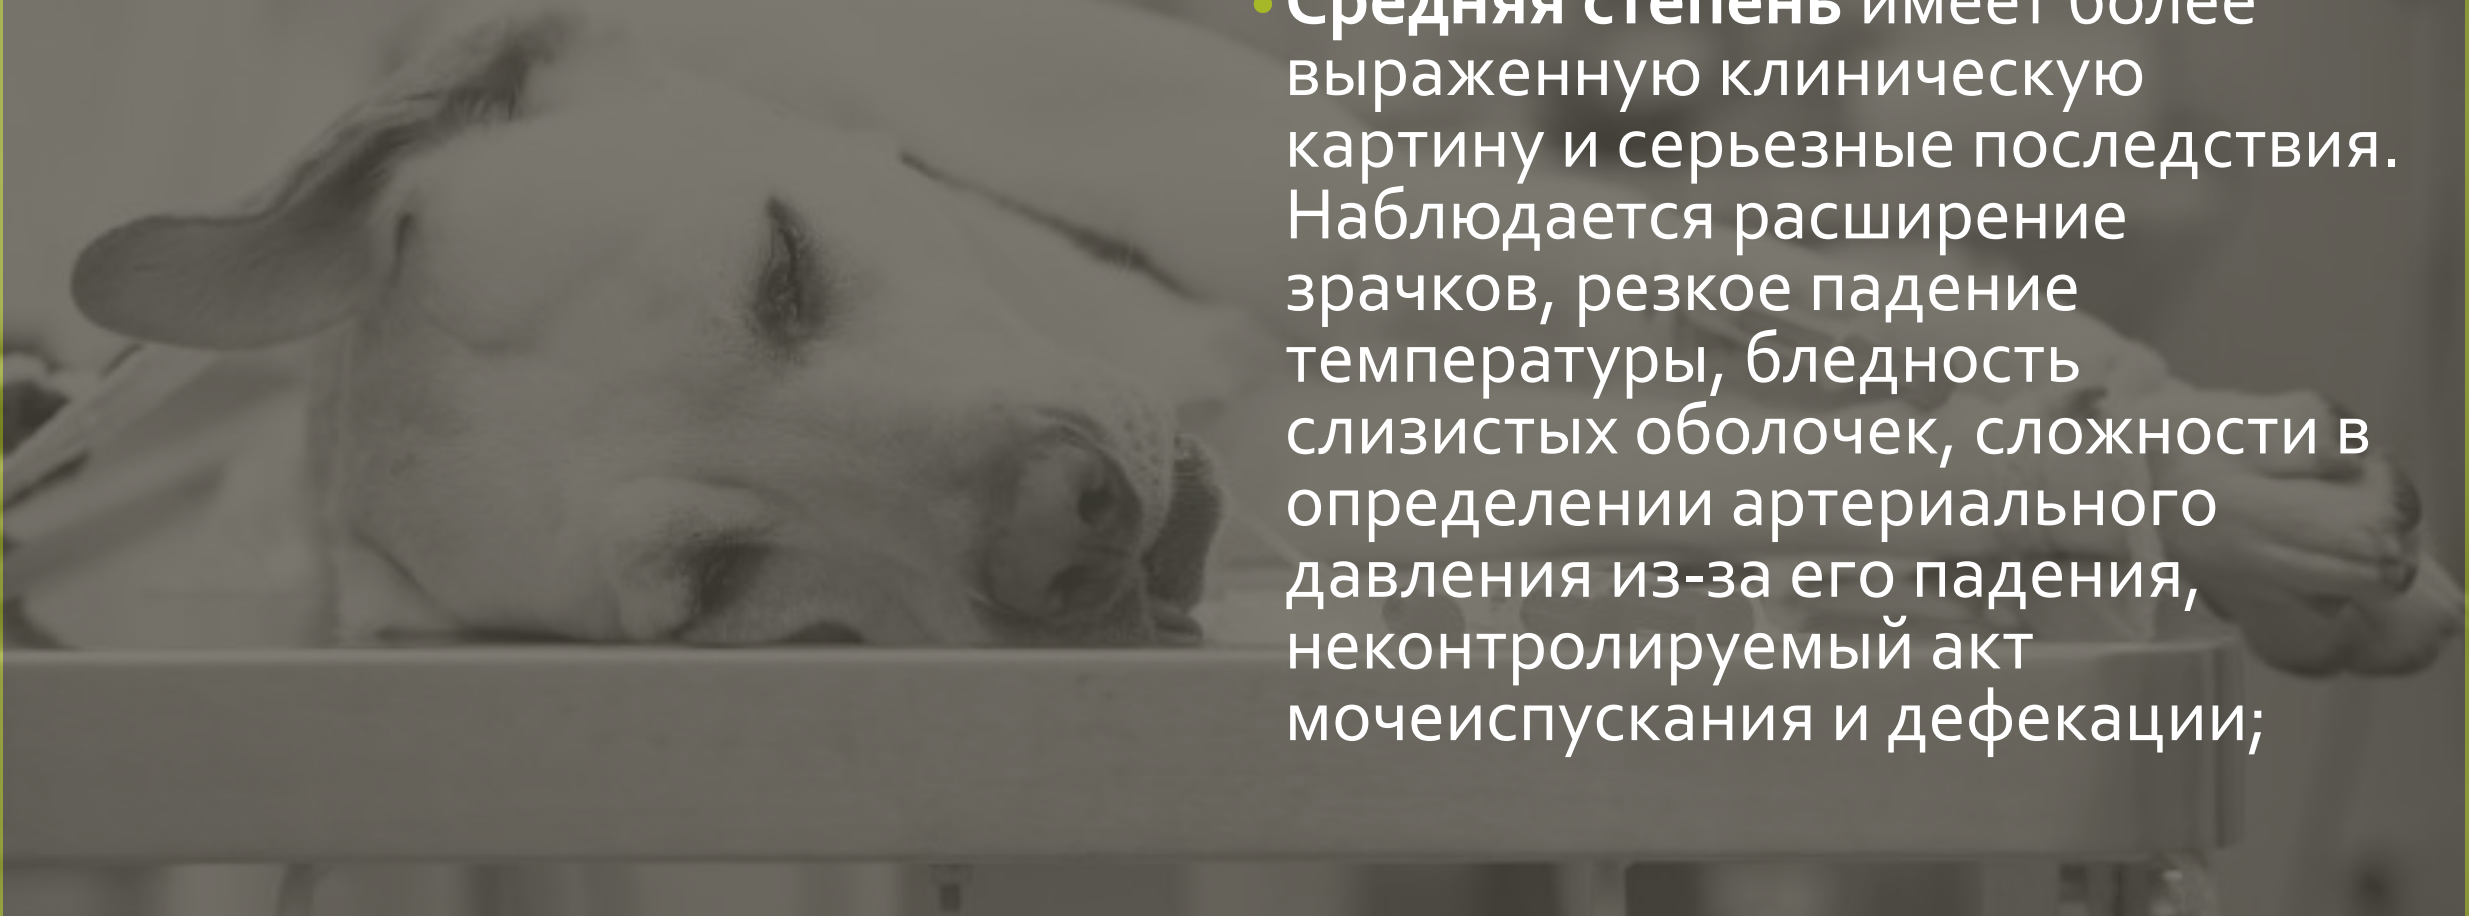 • Средняя степень имеет более
выраженную клиническую
картину и серьезные последствия.
Наблюдается расширение
зрачков, резкое падение
температуры, бледность
слизистых оболочек, сложности в
определении артериального
давления из-за его падения,
неконтролируемый акт
мочеиспускания и дефекации;